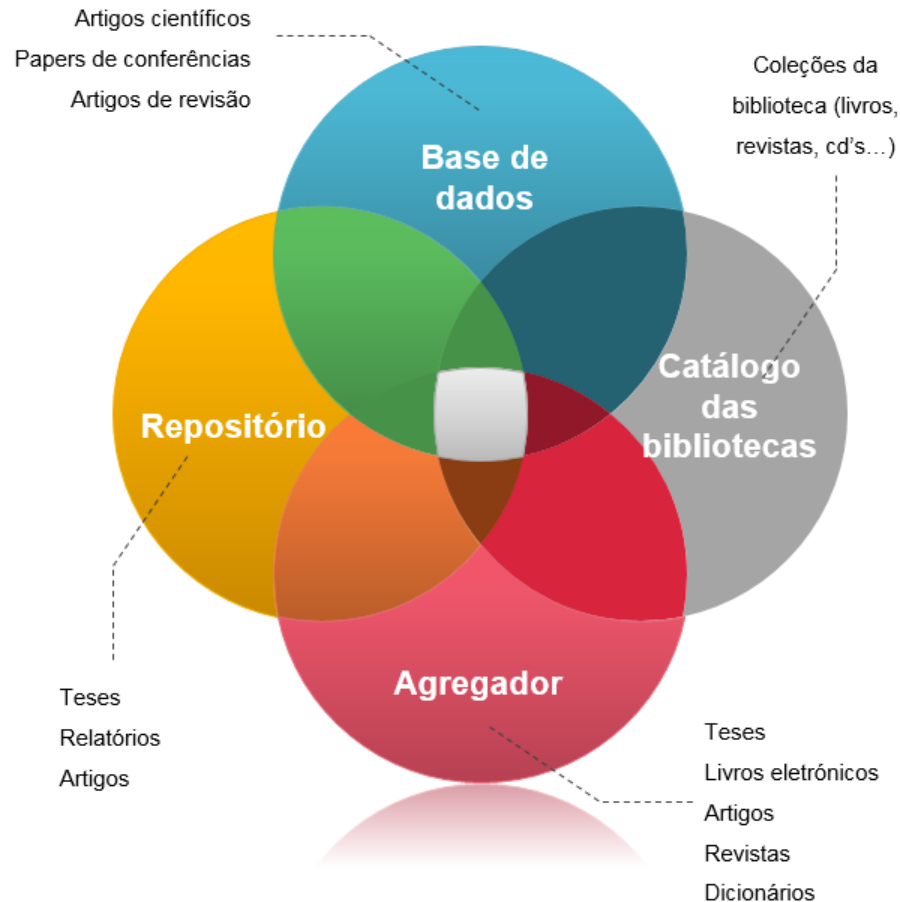 Artigos científicos
Papers de conferências
Artigos de revisão
Coleções da
biblioteca (livros,
revistas, cd's...)
Base de
dados
Catálogo
das
bibliotecas
Repositório
Agregador
Teses
Relatórios
Artigos
Teses
Livros eletrónicos
Artigos
Revistas
Dicionários